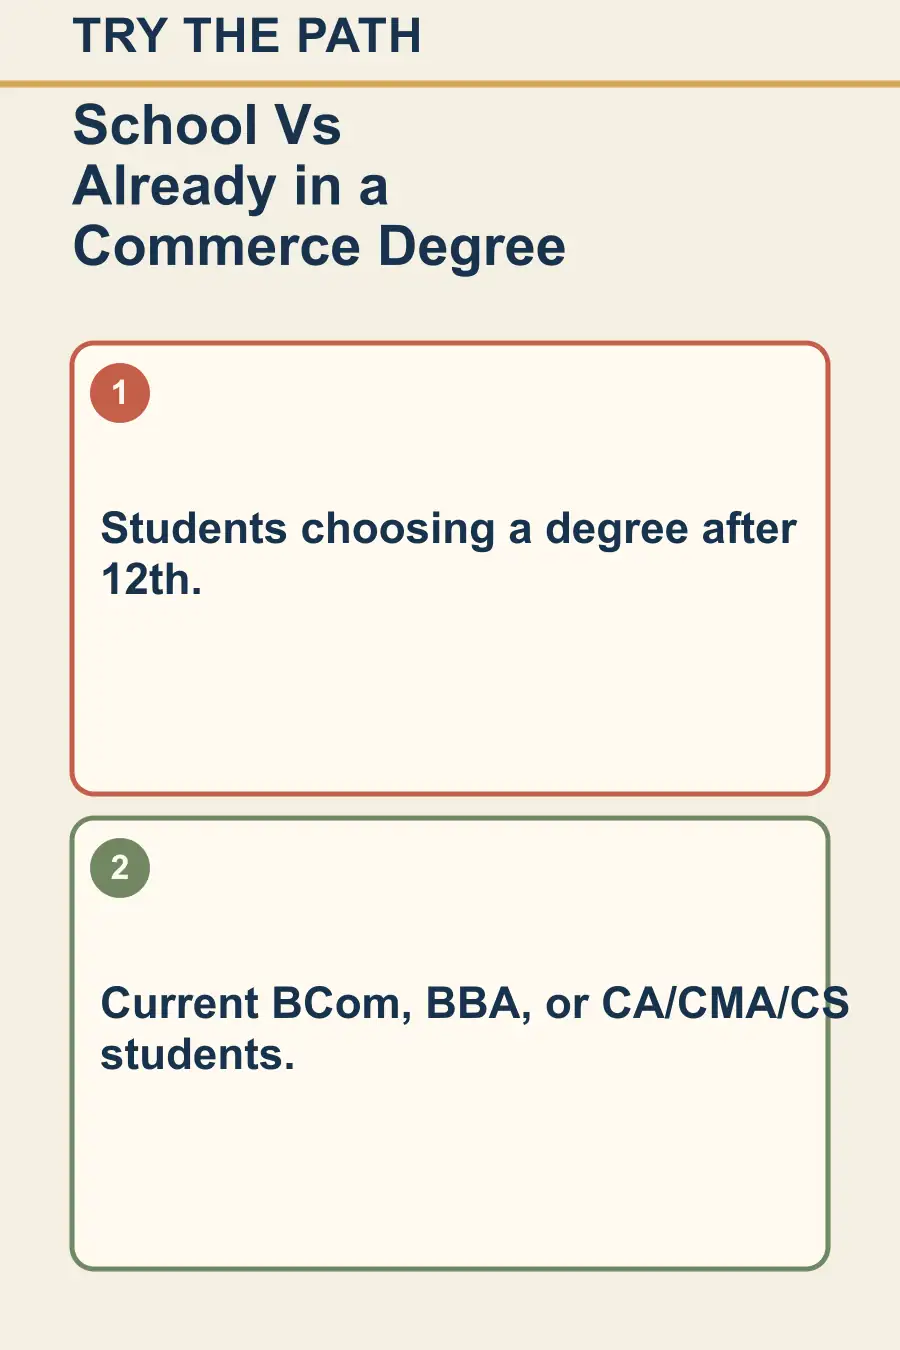 TRY THE PATH
School Vs
Already in a
Commerce Degree
1
Students choosing a degree after
12th.
2
Current BCom, BBA, or CA/CMA/CS
students.